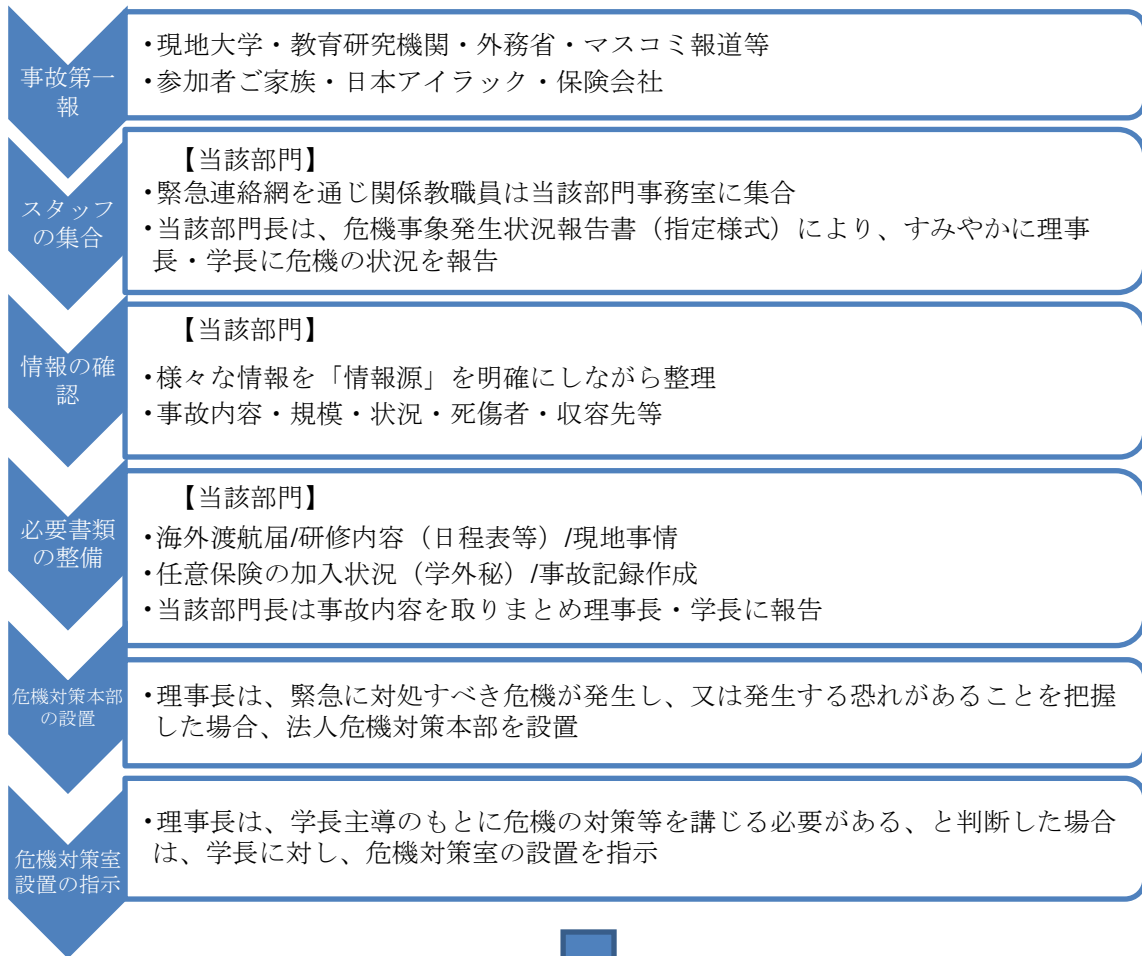 事故第一
報
・現地大学・教育研究機関・外務省・マスコミ報道等
・参加者ご家族・日本アイラック・保険会社
スタッフ
の集合
【当該部門】
・緊急連絡網を通じ関係教職員は当該部門事務室に集合
・当該部門長は、危機事象発生状況報告書（指定様式）により、すみやかに理事
長・学長に危機の状況を報告
情報の確
認
【当該部門】
・様々な情報を「情報源」を明確にしながら整理
・事故内容・規模・状況・死傷者・収容先等
必要書類
の整備
【当該部門】
・海外渡航届/研修内容（日程表等）/現地事情
・任意保険の加入状況（学外秘）/事故記録作成
・当該部門長は事故内容を取りまとめ理事長・学長に報告
危機対策本部
の設置
・理事長は、緊急に対処すべき危機が発生し、又は発生する恐れがあることを把握
した場合、法人危機対策本部を設置
危機対策室
設置の指示
・理事長は、学長主導のもとに危機の対策等を講じる必要がある、と判断した場合
は、学長に対し、危機対策室の設置を指示